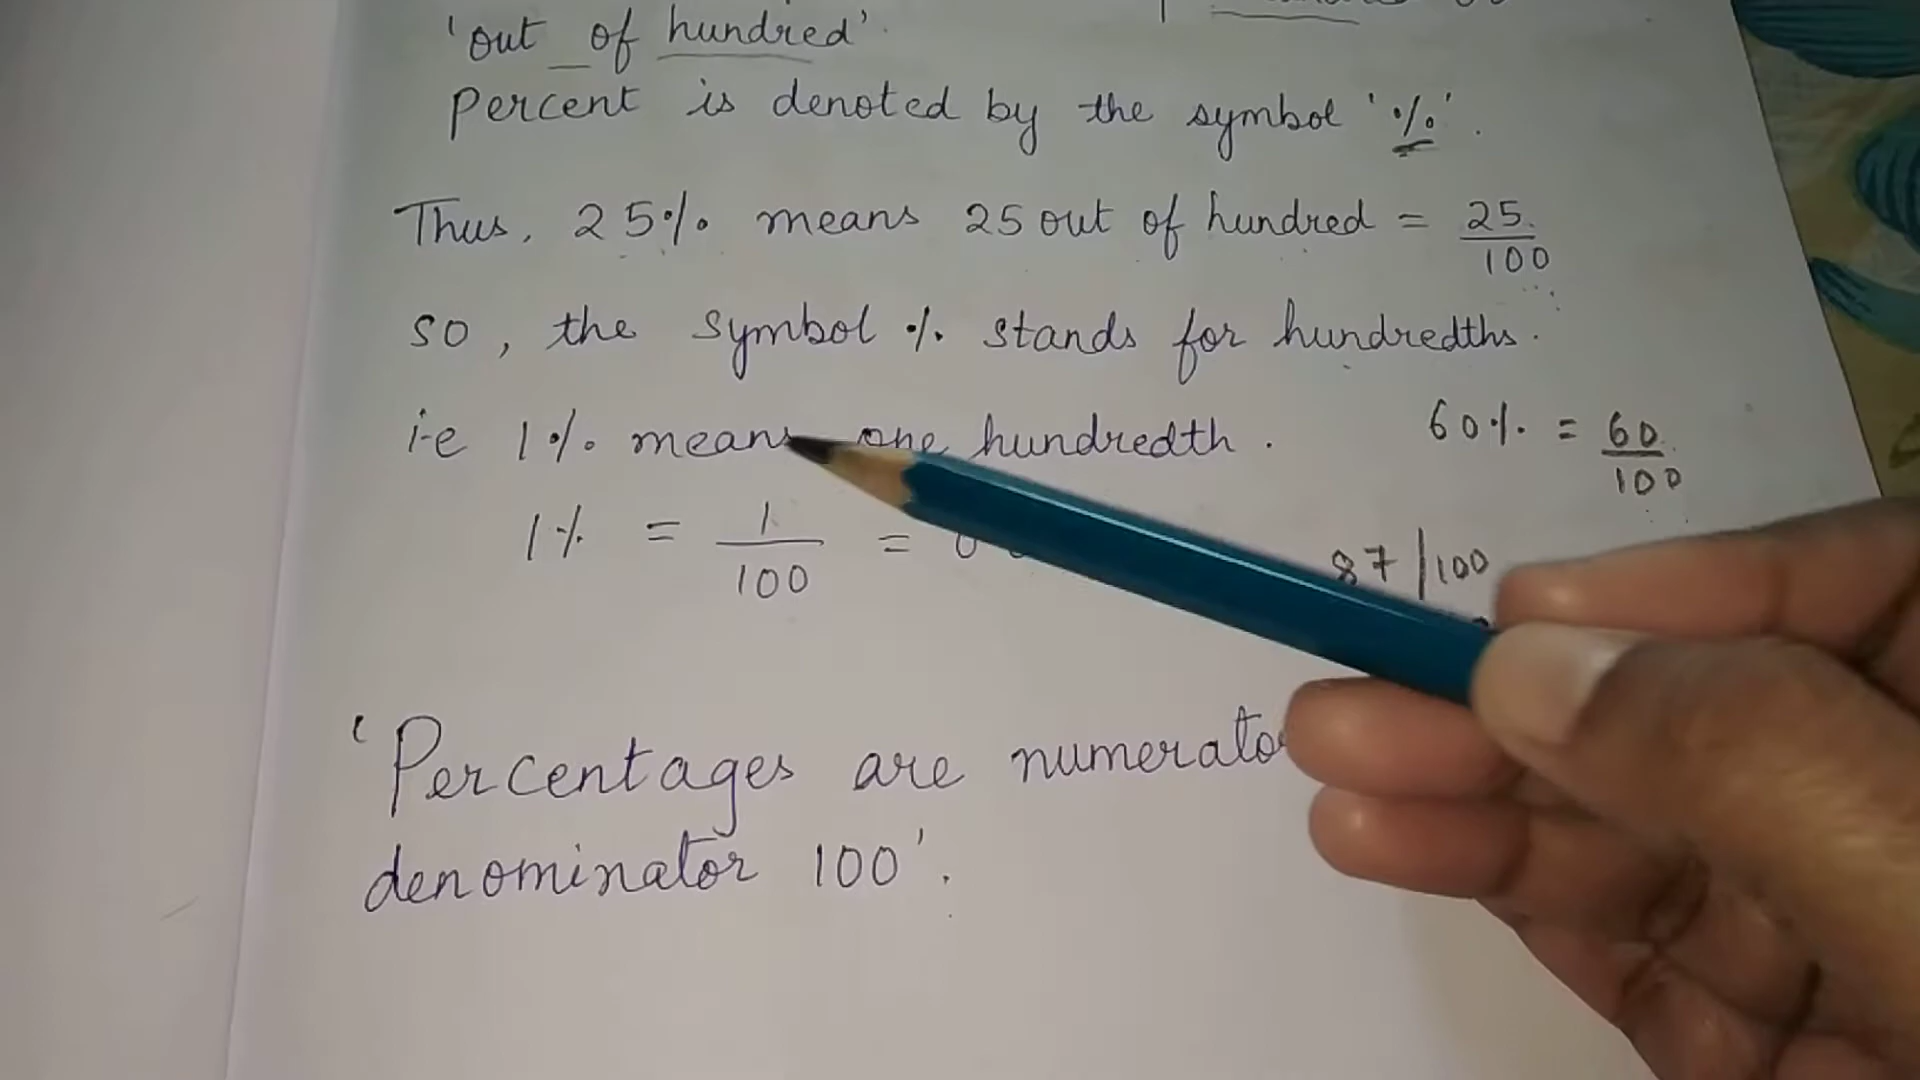 'out of hundred'.
Percent is denoted by the symbol '%'.
Thus, 25% means 25 out of hundred = 25/100
so, the symbol % stands for hundredths.
i.e 1% means one hundredth.
60% = 60/100
1% = 1/100 =
87/100
'Percentages are
denominator 100'.